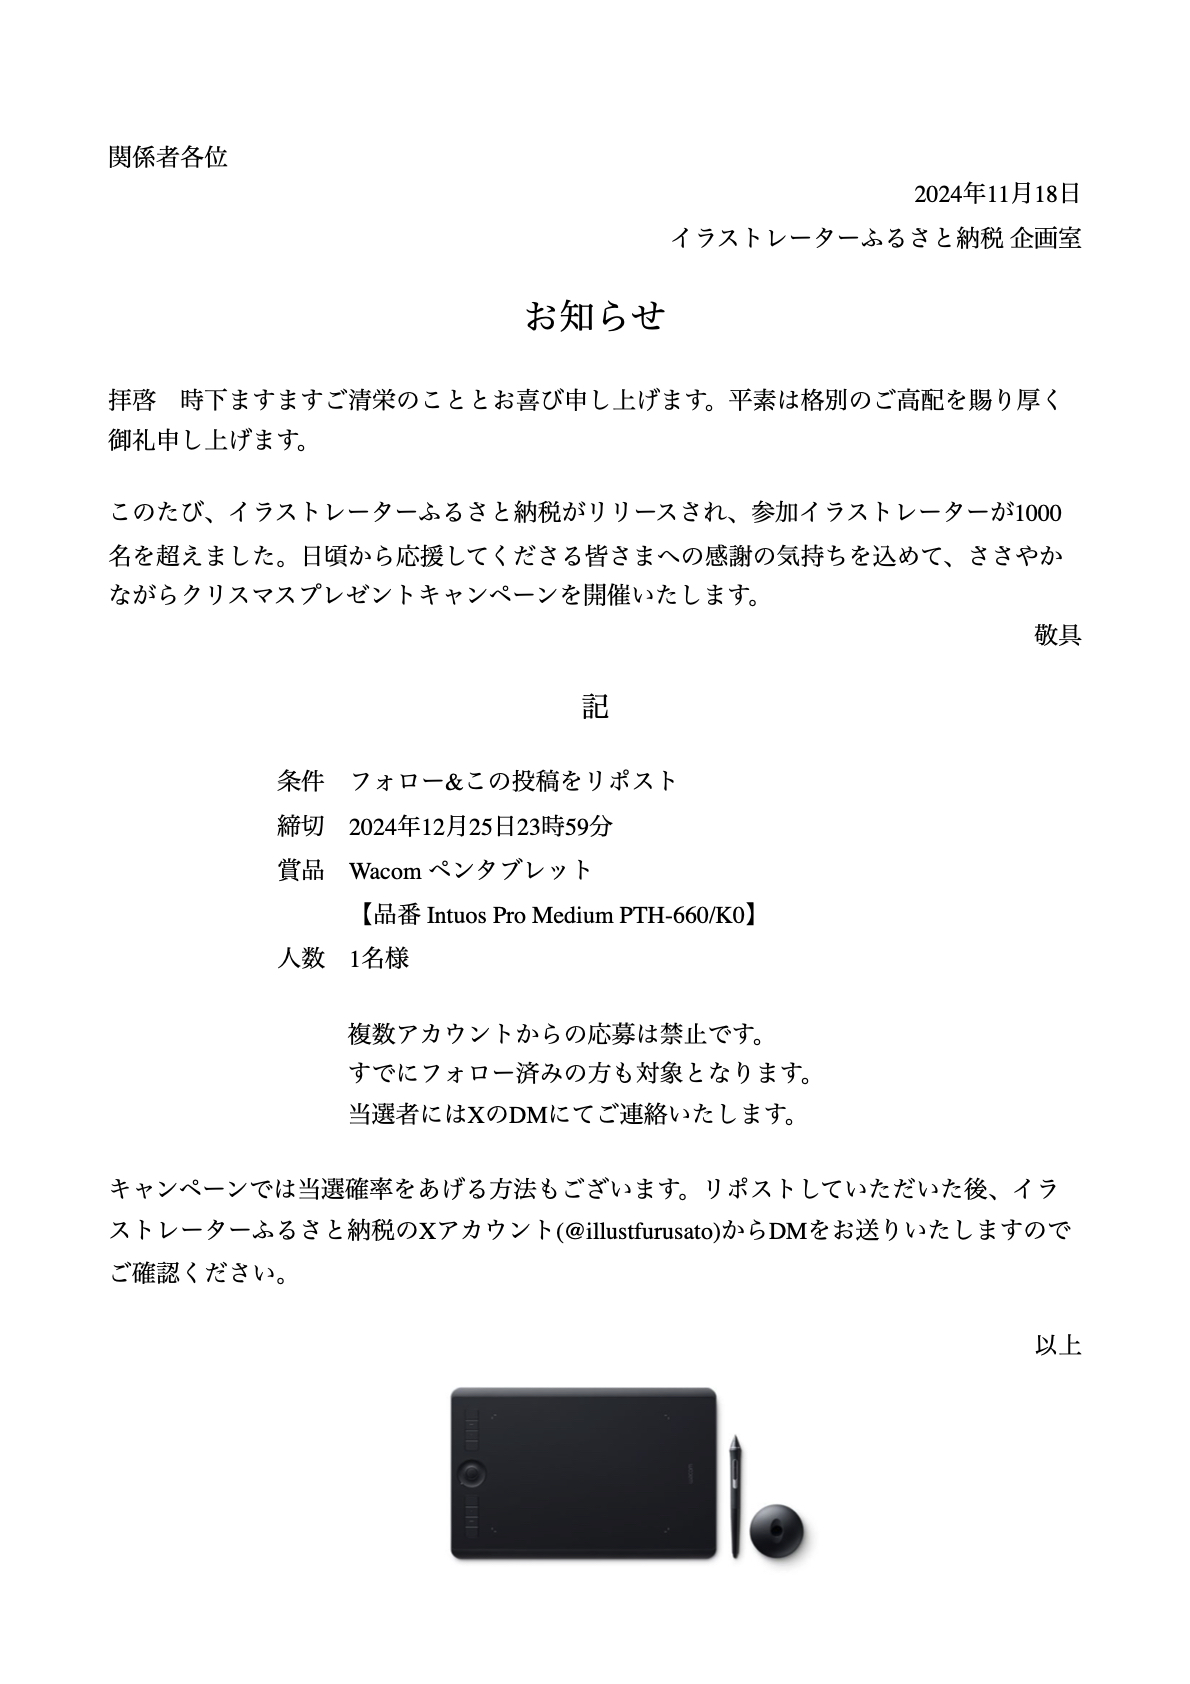 関係者各位
2024年11月18日
イラストレーターふるさと納税 企画室
お知らせ
拝啓　時下ますますご清栄のこととお喜び申し上げます。平素は格別のご高配を賜り厚く
御礼申し上げます。
このたび、イラストレーターふるさと納税がリリースされ、参加イラストレーターが1000
名を超えました。日頃から応援してくださる皆さまへの感謝の気持ちを込めて、ささやか
ながらクリスマスプレゼントキャンペーンを開催いたします。
敬具
記
条件　フォロー&この投稿をリポスト
締切　2024年12月25日23時59分
賞品　Wacom ペンタブレット
【品番 Intuos Pro Medium PTH-660/K0】
人数　1名様
複数アカウントからの応募は禁止です。
すでにフォロー済みの方も対象となります。
当選者にはXのDMにてご連絡いたします。
キャンペーンでは当選確率をあげる方法もございます。リポストしていただいた後、イラ
ストレーターふるさと納税のXアカウント(@illustfurusato)からDMをお送りいたしますので
ご確認ください。
以上